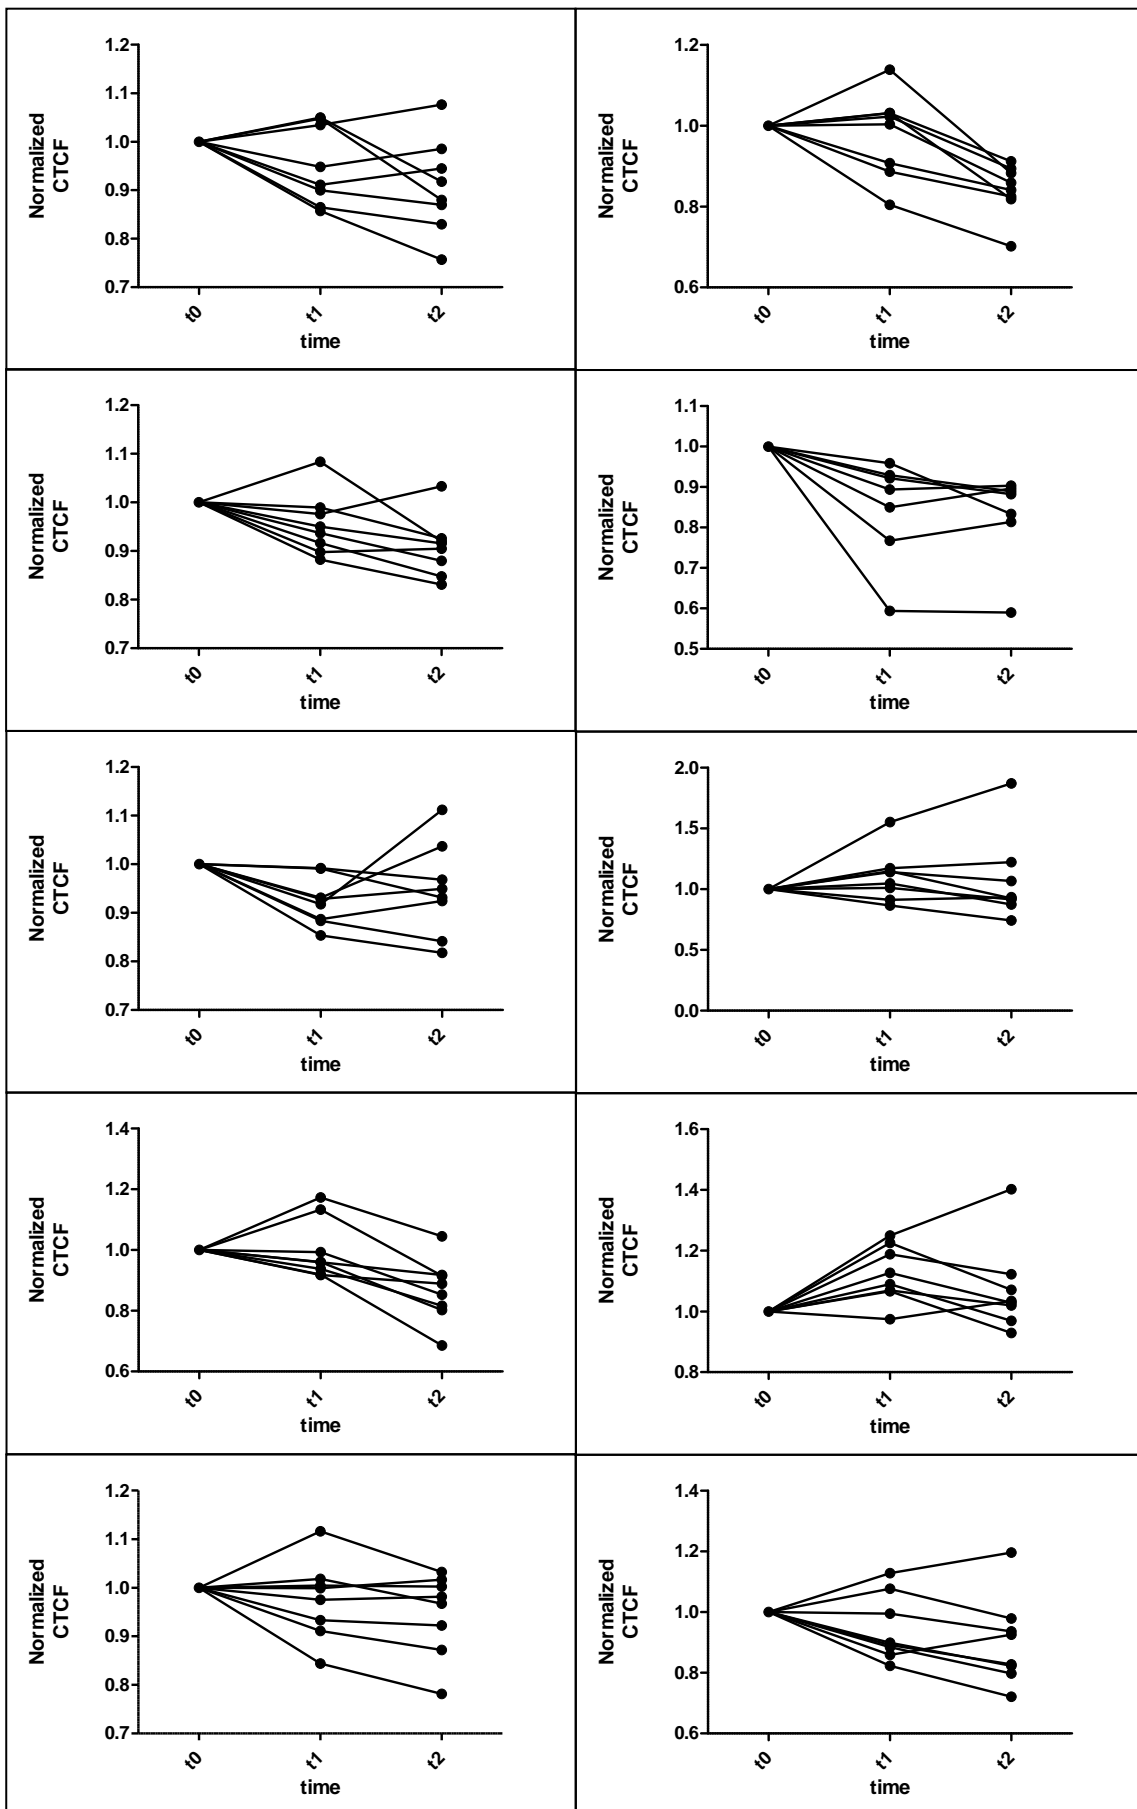 1.2
1.1
1.0
0.9
0.8
0.7
Normalized
CTCF
t0
t1
t2
time
1.2
1.0
0.8
0.6
Normalized
CTCF
t0
t1
t2
time
1.2
1.1
1.0
0.9
0.8
0.7
Normalized
CTCF
t0
t1
t2
time
1.1
1.0
0.9
0.8
0.7
0.6
0.5
Normalized
CTCF
t0
t1
t2
time
1.2
1.1
1.0
0.9
0.8
0.7
Normalized
CTCF
t0
t1
t2
time
2.0
1.5
1.0
0.5
0.0
Normalized
CTCF
t0
t1
t2
time
1.4
1.2
1.0
0.8
0.6
Normalized
CTCF
t0
t1
t2
time
1.6
1.4
1.2
1.0
0.8
Normalized
CTCF
t0
t1
t2
time
1.2
1.1
1.0
0.9
0.8
0.7
Normalized
CTCF
t0
t1
t2
time
1.4
1.2
1.0
0.8
0.6
Normalized
CTCF
t0
t1
t2
time